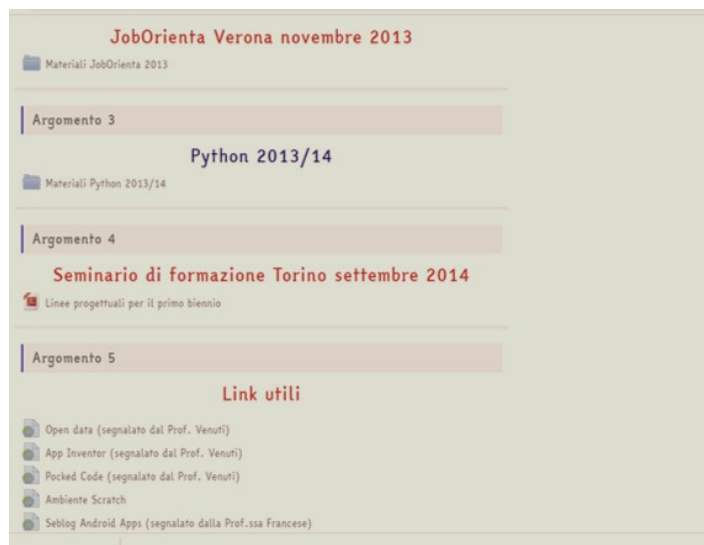 JobOrienta Verona novembre 2013
Materiali JobOrienta 2013
Argomento 3
Python 2013/14
Materiali Python 2013/14
Argomento 4
Seminario di formazione Torino settembre 2014
Linee progettuali per il primo biennio
Argomento 5
Link utili
Open data (segnalato dal Prof. Venuti)
App Inventor (segnalato dal Prof. Venuti)
Pocked Code (segnalato dal Prof. Venuti)
Ambiente Scratch
Seblog Android Apps (segnalato dalla Prof.ssa Francese)